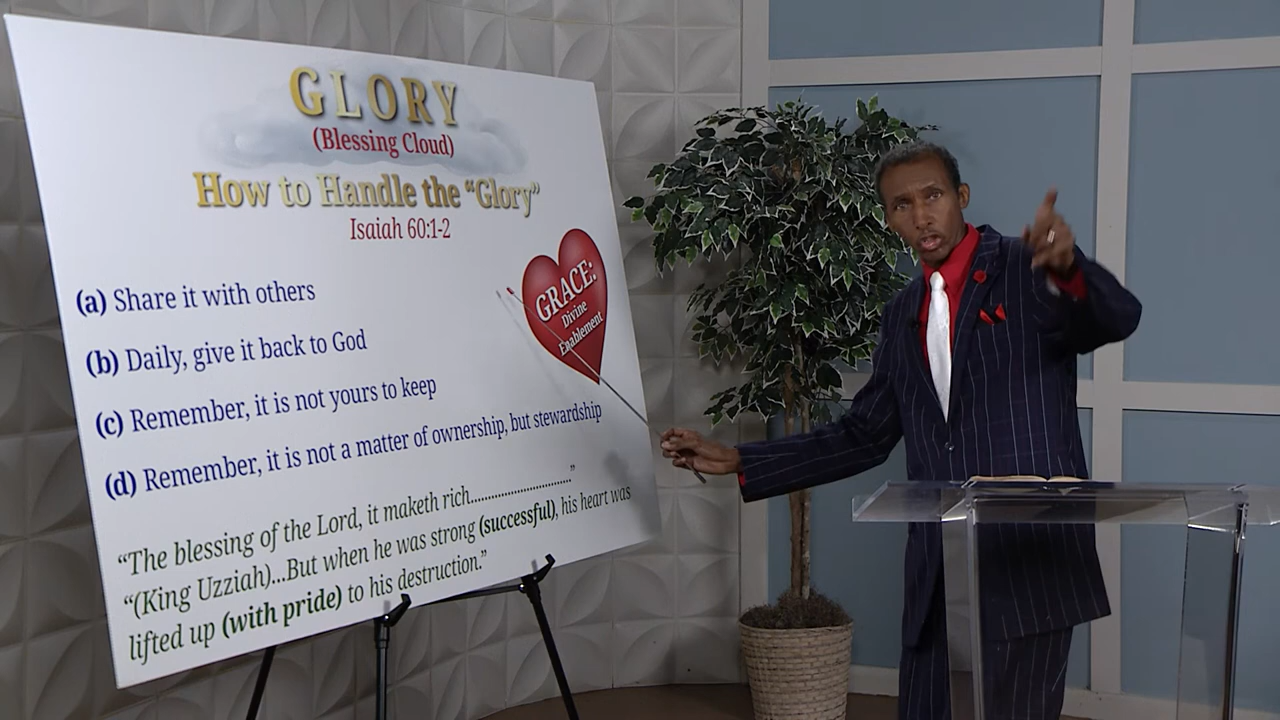 GLORY
(Blessing Cloud)
How to Handle the “Glory”
Isaiah 60:1-2
GRACE:
Divine
Enablement
(a) Share it with others
(b) Daily, give it back to God
(c) Remember, it is not yours to keep
(d) Remember, it is not a matter of ownership, but stewardship
“The blessing of the Lord, it maketh rich...........................”
“(King Uzziah)...But when he was strong (successful), his heart was
lifted up (with pride) to his destruction.”